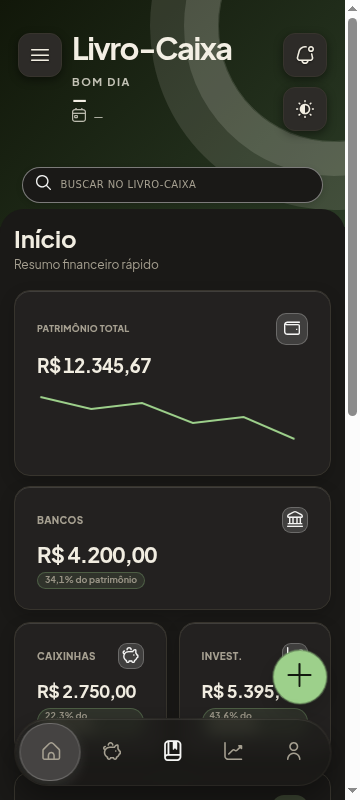 Livro-Caixa
BOM DIA
—
—
BUSCAR NO LIVRO-CAIXA
Início
Resumo financeiro rápido
PATRIMÔNIO TOTAL
R$ 12.345,67
BANCOS
R$ 4.200,00
34,1% do patrimônio
CAIXINHAS
INVEST.
R$ 2.750,00
R$ 5.395,
22,3% do
43,6% do